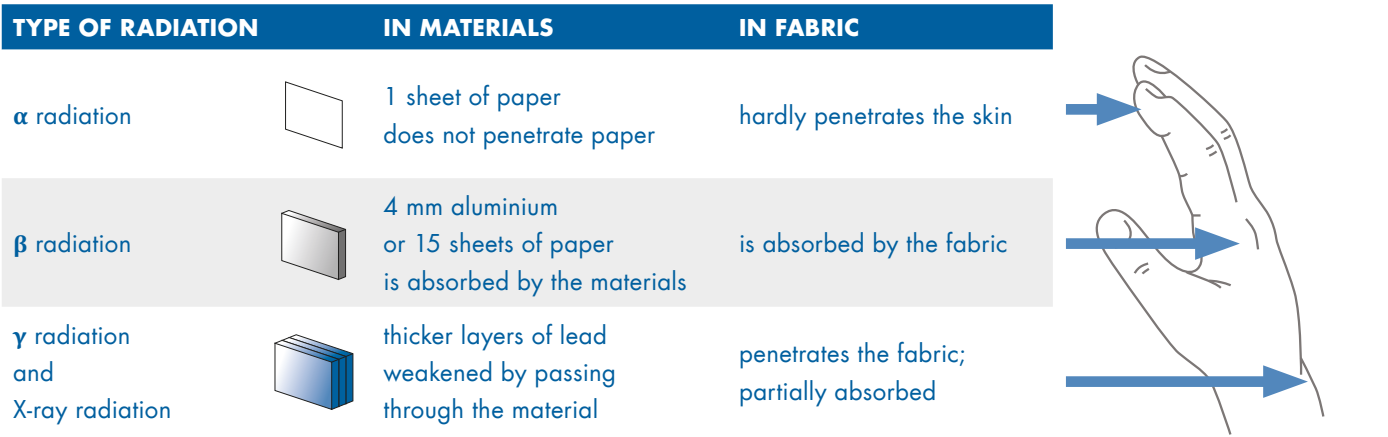 TYPE OF RADIATION IN MATERIALS IN FABRIC
α radiation
1 sheet of paper
does not penetrate paper
hardly penetrates the skin
β radiation
4 mm aluminium
or 15 sheets of paper
is absorbed by the materials
is absorbed by the fabric
γ radiation
and
X-ray radiation
thicker layers of lead
weakened by passing
through the material
penetrates the fabric;
partially absorbed